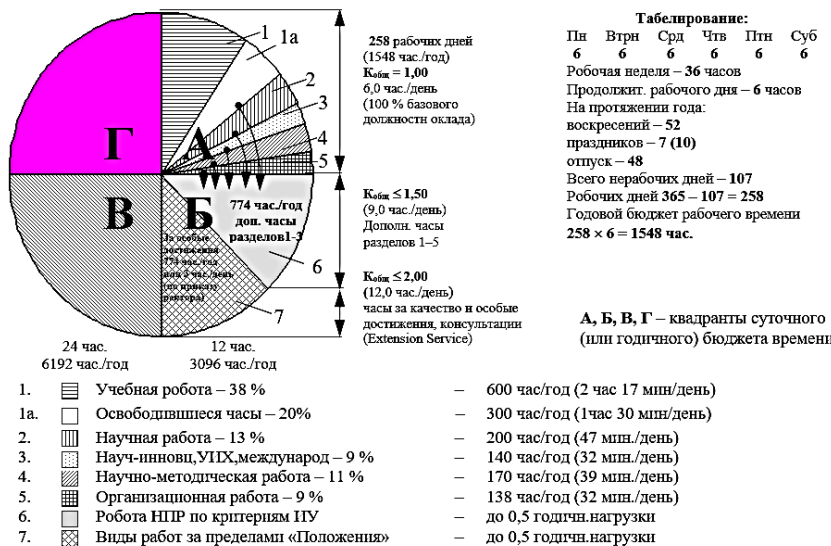 1
1а
2
3
4
5
6
7
Г
А
В
Б
774 час./год
доп. часы
разделов1-3
За особые
достижения
774 час./год
или 3 час./день
(по приказу
ректора)
24 час.
6192 час./год
12 час.
3096 час./год
258 рабочих дней
(1548 час./год)
Кобщ = 1,00
6,0 час./день
(100 % базового
должности оклада)
Кобщ ≤ 1,50
(9,0 час./день)
Дополн. часы
разделов 1–5
Кобщ ≤ 2,00
(12,0 час./день)
часы за качество и особые
достижения, консультации
(Extension Service)
Табелирование:
Пн Втрн Срд Чтв Птн Суб
6 6 6 6 6 6
Робочая неделя – 36 часов
Продолжит. рабочего дня – 6 часов
На протяжении года:
воскресений – 52
праздников – 7 (10)
отпуск – 48
Всего нерабочих дней – 107
Робочих дней 365 – 107 = 258
Годовой бюджет рабочего времени
258 × 6 = 1548 час.
А, Б, В, Г – квадранты суточного
(или годичного) бюджета времени
1. Учебная робота – 38 % – 600 час/год (2 час 17 мин/день)
1а. Освободившиеся часы – 20% – 300 час/год (1час 30 мин/день)
2. Научная работа – 13 % – 200 час/год (47 мин./день)
3. Науч-инновц,УИХ,международ – 9 % – 140 час/год (32 мин./день)
4. Научно-методическая работа – 11 % – 170 час/год (39 мин./день)
5. Организационная работа – 9 % – 138 час/год (32 мин./день)
6. Робота НПР по критериям НУ – до 0,5 годичн.нагрузки
7. Виды работ за пределами «Положения» – до 0,5 годичн.нагрузки